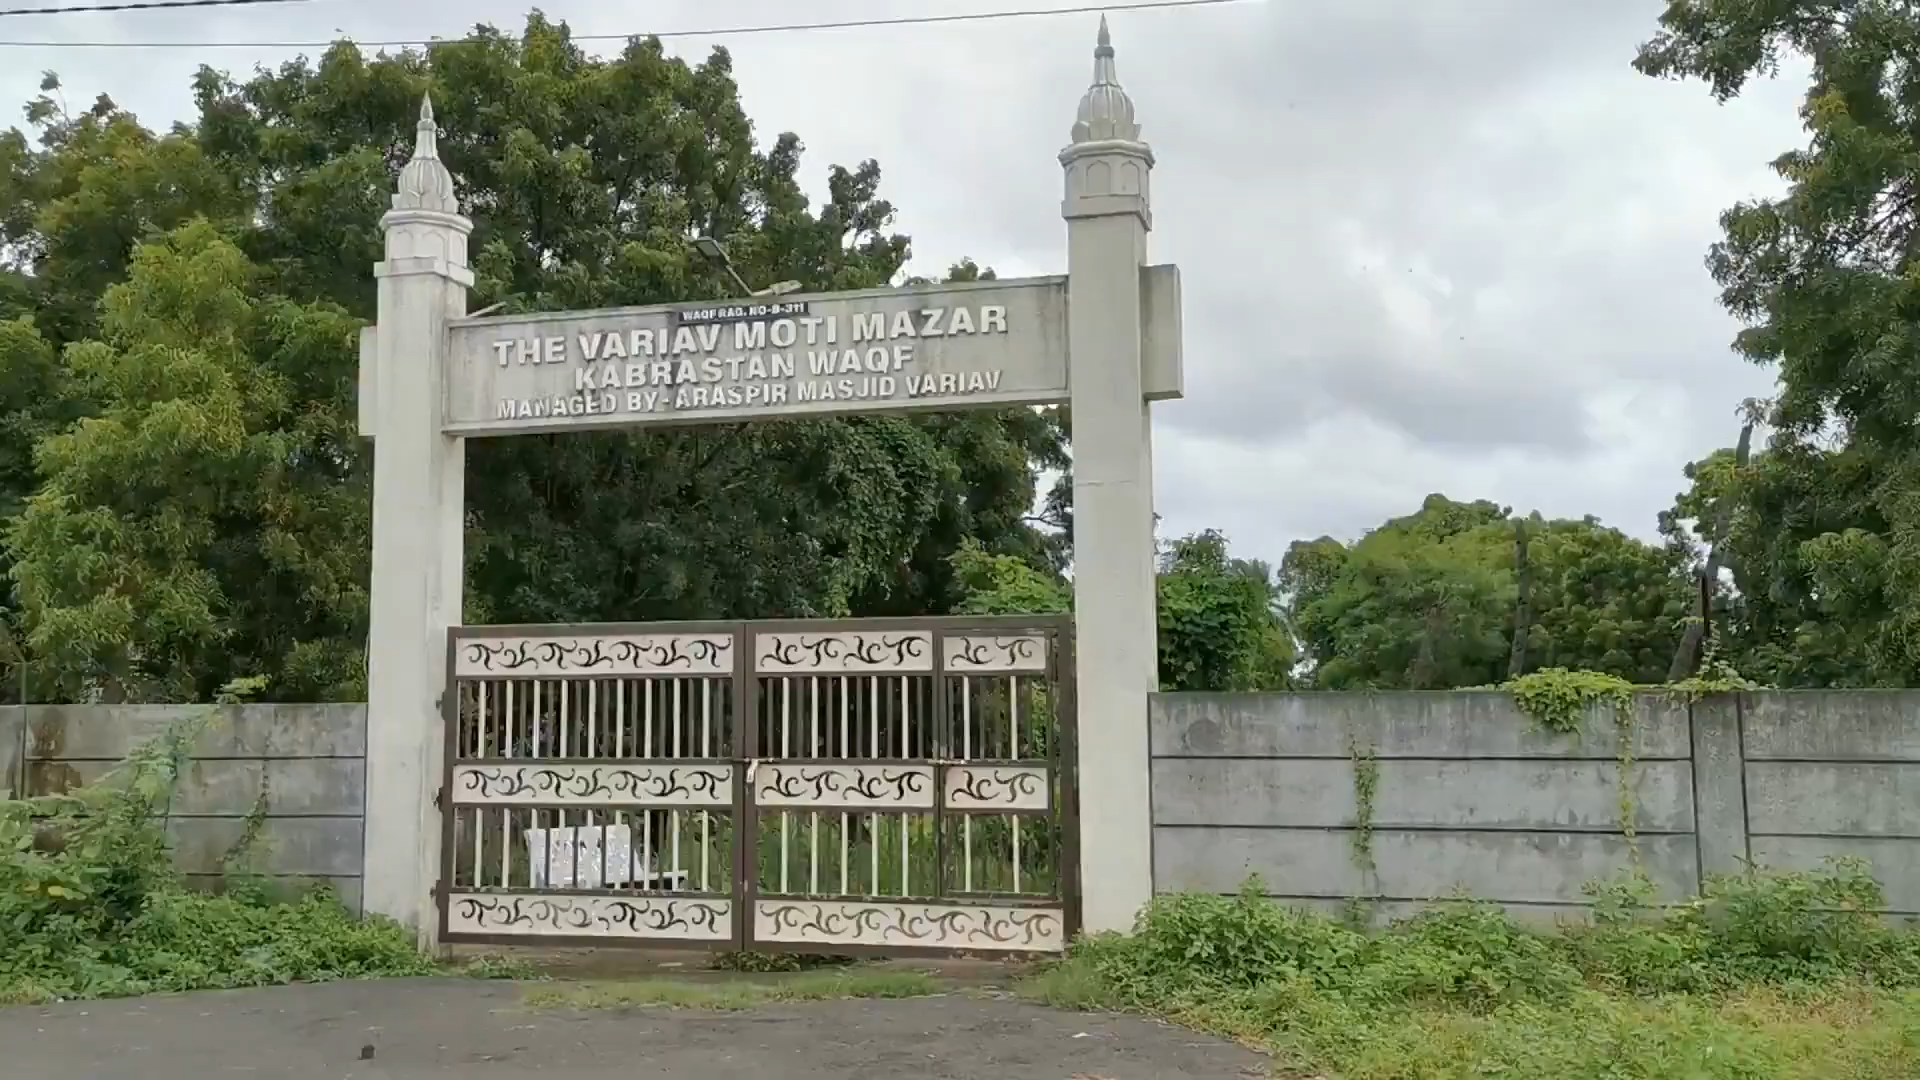 WAQF RAG. NO-B-311
THE VARIAV MOTI MAZAR
KABRASTAN WAQF
MANAGED BY-ARASPIR MASJID VARIAV